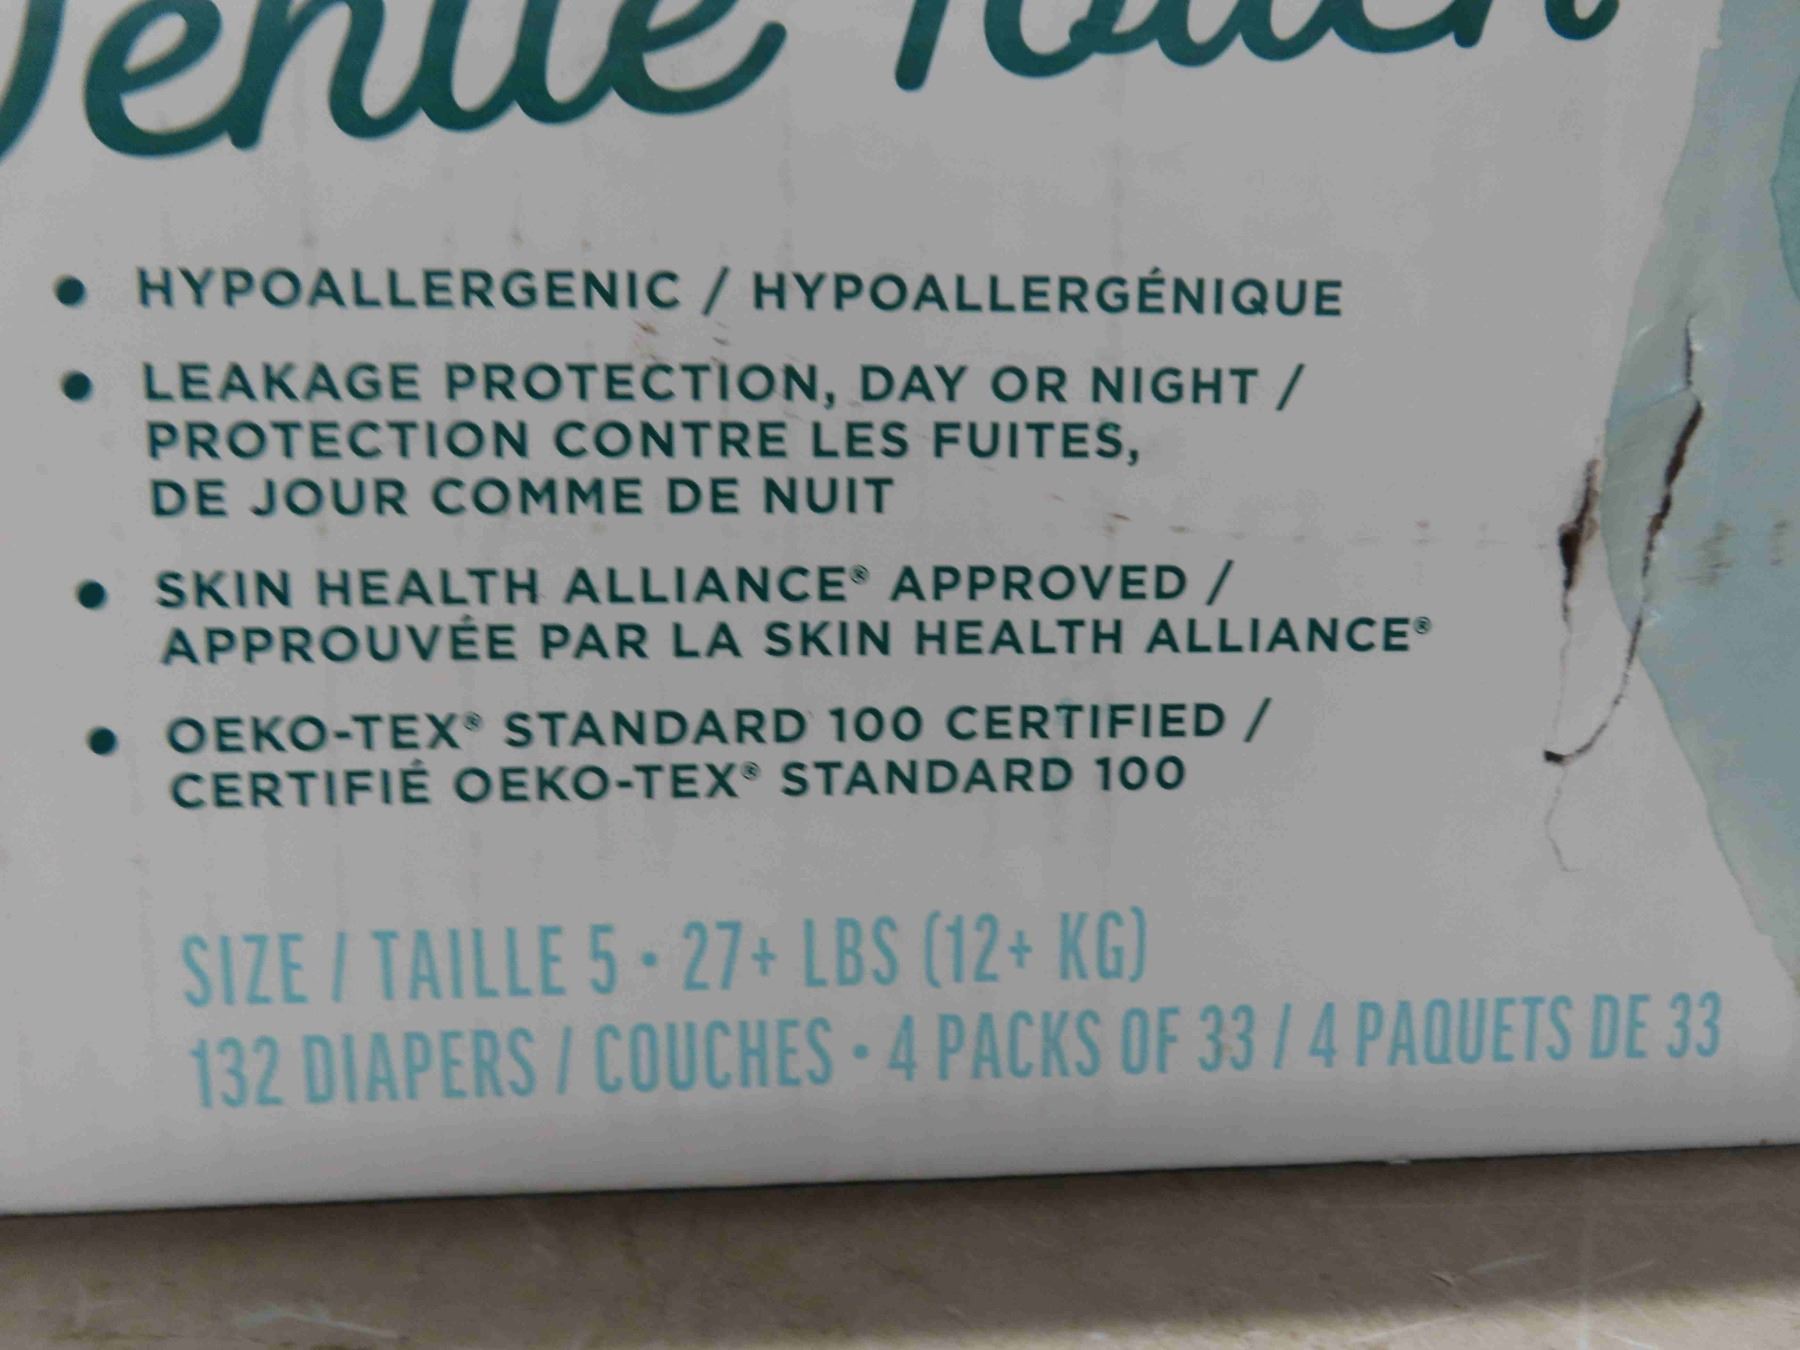 Gentle Touch
• HYPOALLERGENIC / HYPOALLERGÉNIQUE
• LEAKAGE PROTECTION, DAY OR NIGHT /
PROTECTION CONTRE LES FUITES,
DE JOUR COMME DE NUIT
• SKIN HEALTH ALLIANCE® APPROVED /
APPROUVÉE PAR LA SKIN HEALTH ALLIANCE®
• OEKO-TEX® STANDARD 100 CERTIFIED /
CERTIFIÉ OEKO-TEX® STANDARD 100
SIZE / TAILLE 5 • 27+ LBS (12+ KG)
132 DIAPERS / COUCHES • 4 PACKS OF 33 / 4 PAQUETS DE 33